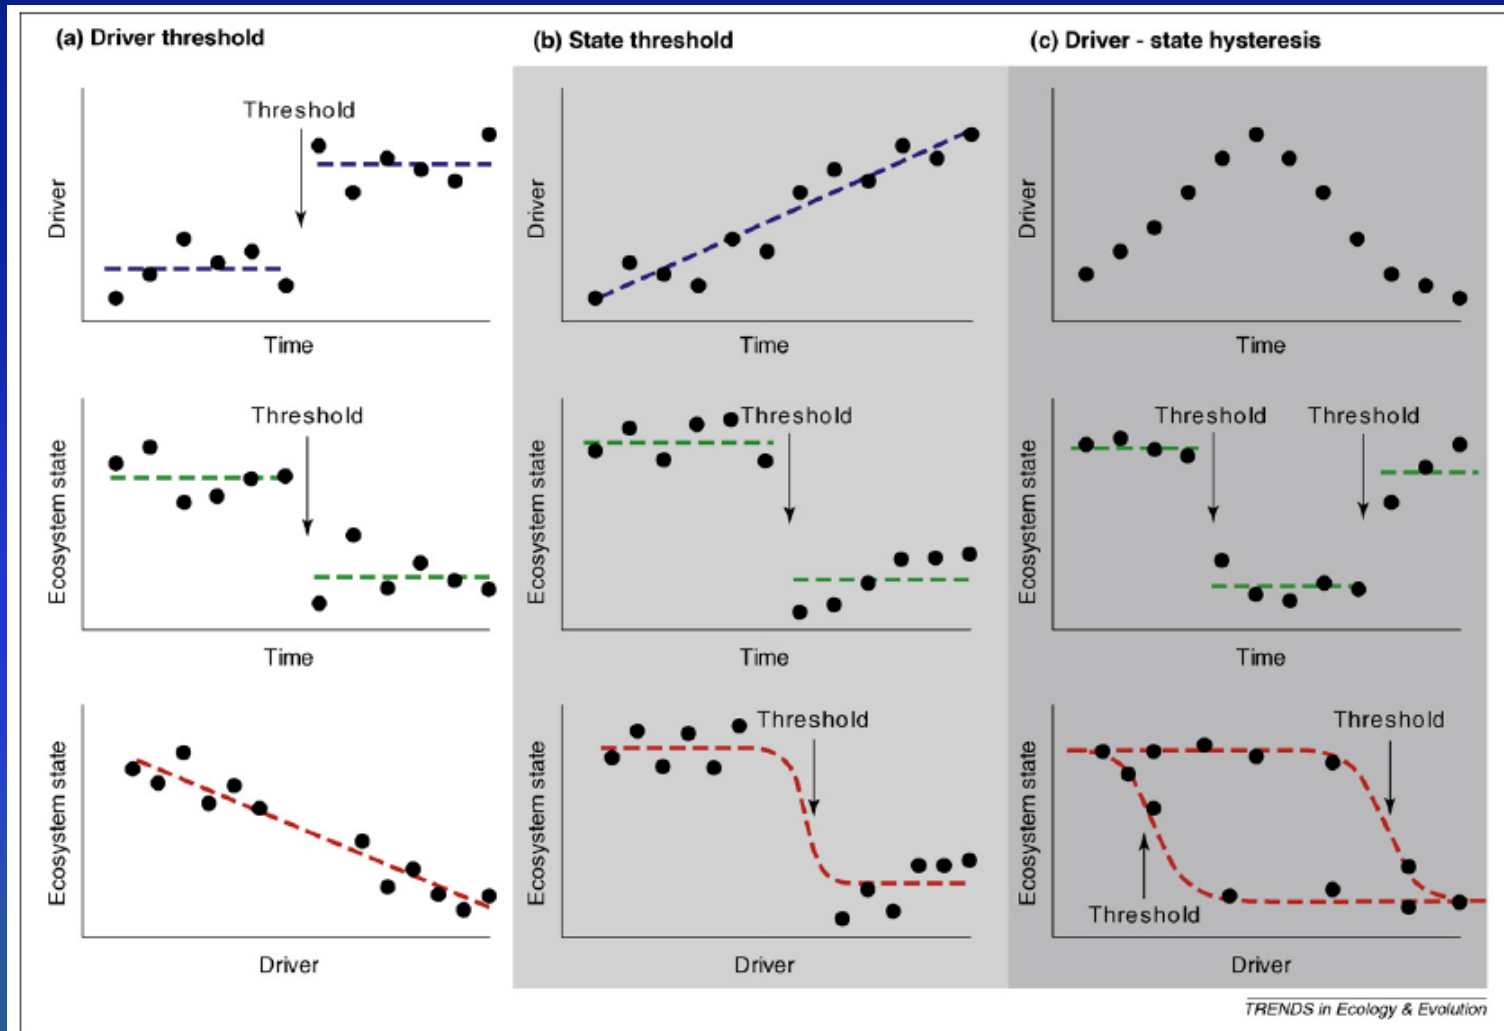 (a) Driver threshold
Threshold
Driver
Time
Threshold
Ecosystem state
Time
Ecosystem state
Driver
(b) State threshold
Driver
Time
Threshold
Ecosystem state
Time
Threshold
Ecosystem state
Driver
(c) Driver - state hysteresis
Driver
Time
Threshold
Threshold
Ecosystem state
Time
Threshold
Ecosystem state
Threshold
Driver
TRENDS in Ecology & Evolution